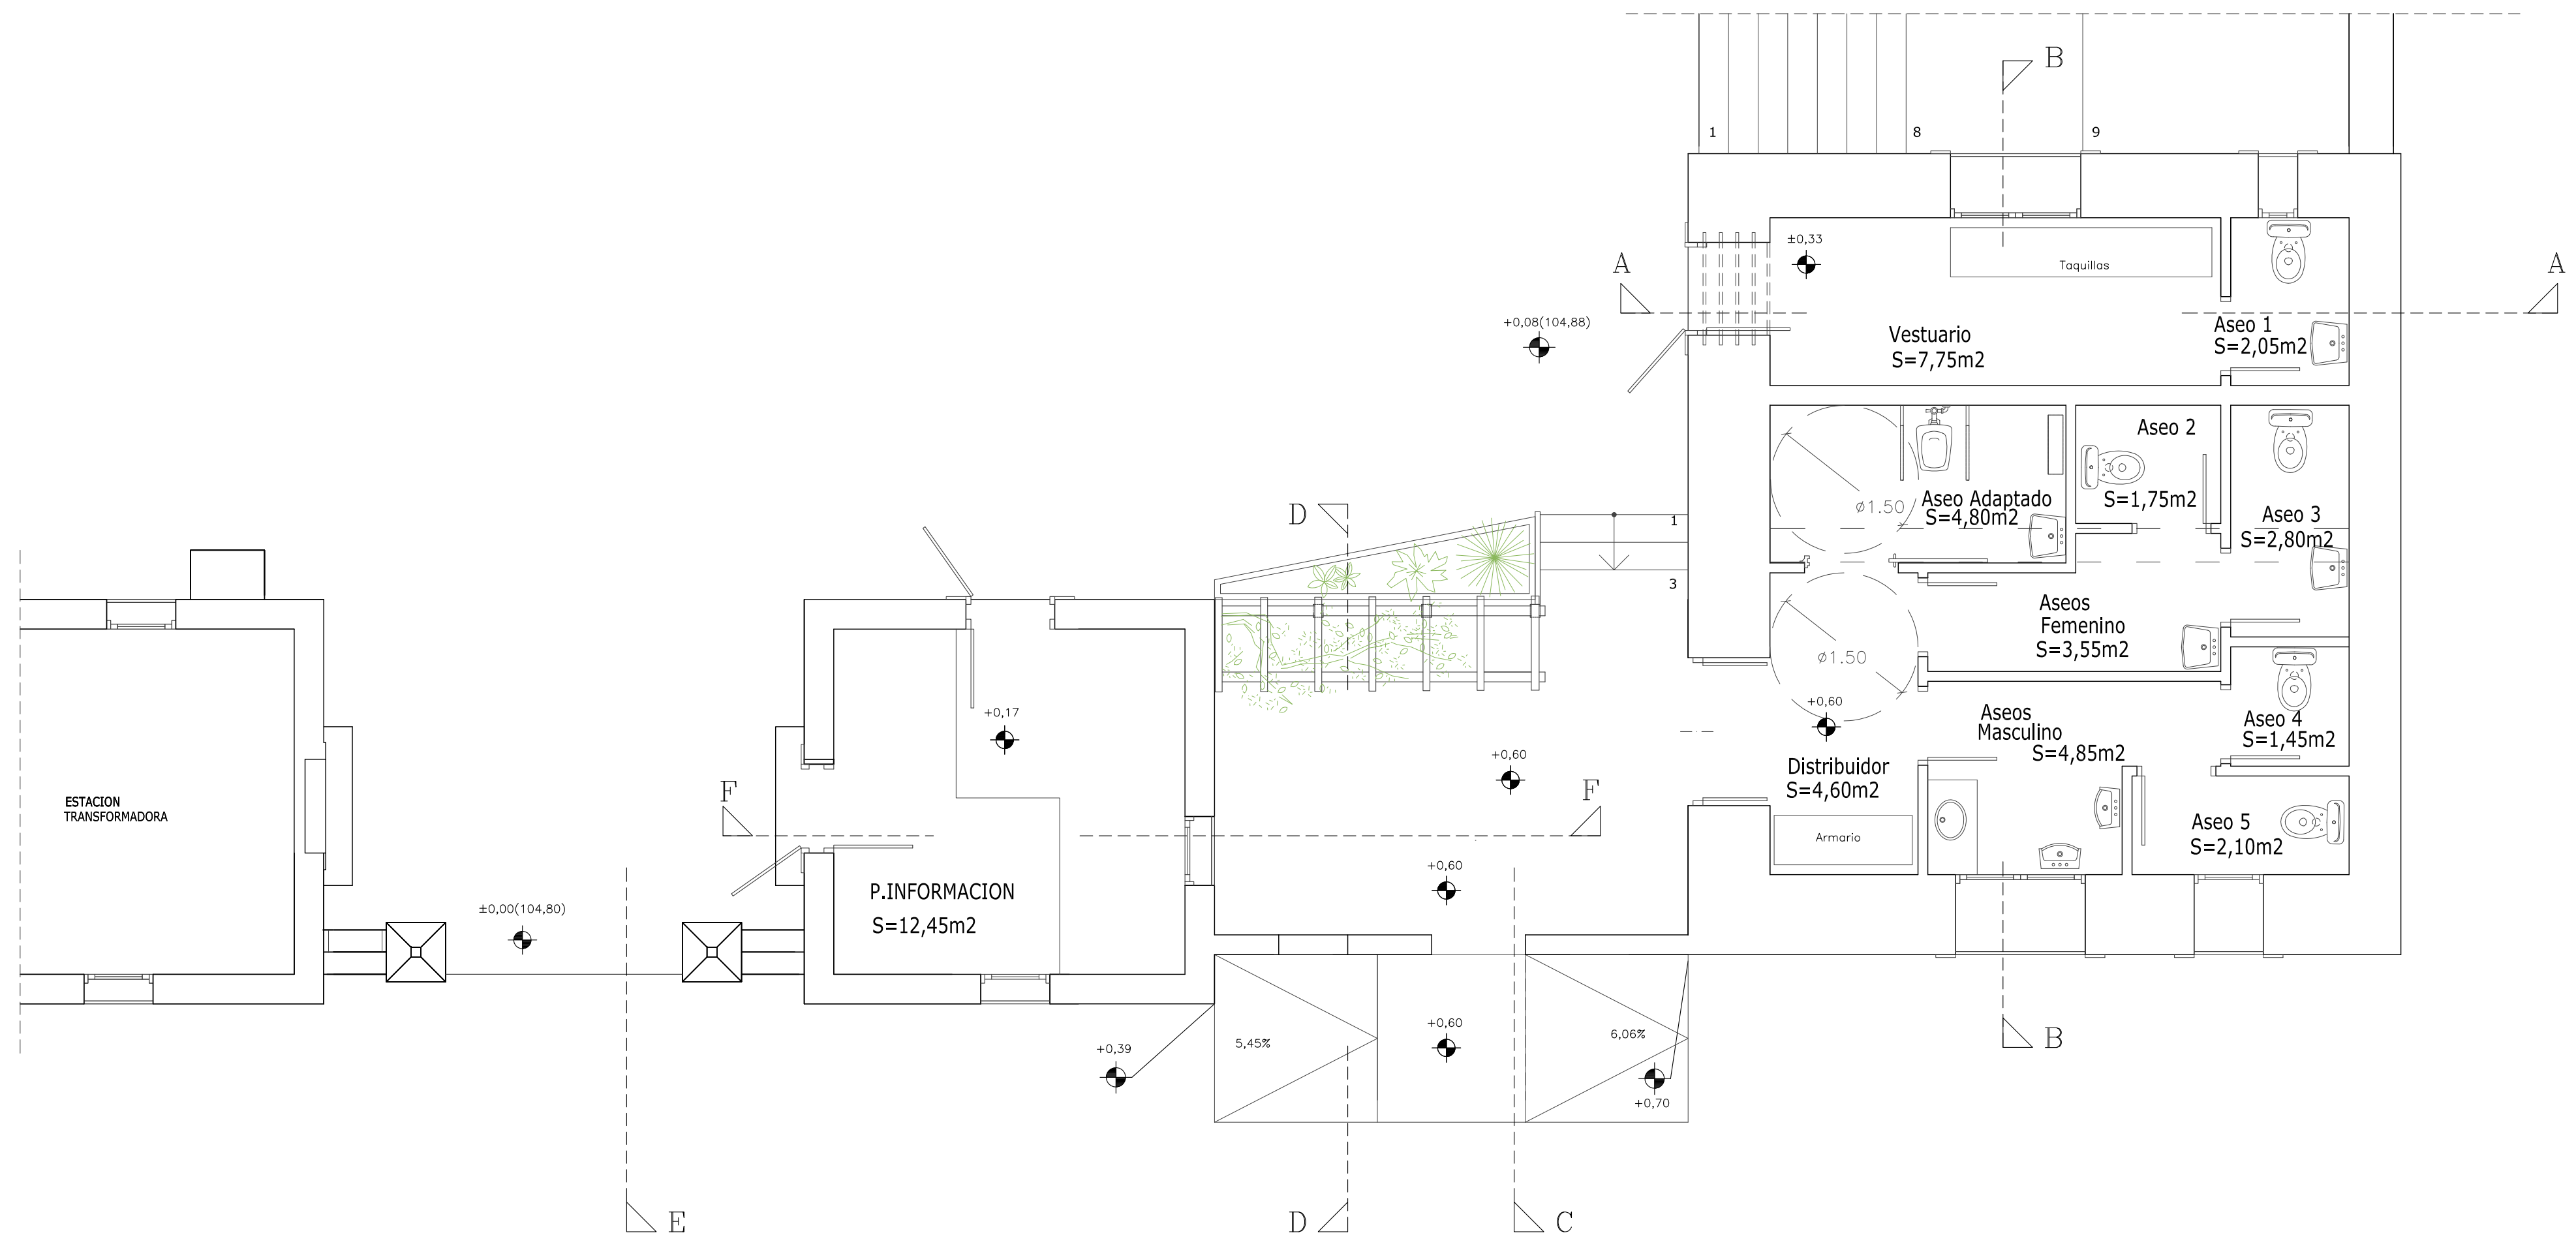 B
1
8
9
±0,33
Taquillas
A
A
+0,08(104,88)
Vestuario
S=7,75m2
Aseo 1
S=2,05m2
Aseo 2
S=1,75m2
Aseo Adaptado
S=4,80m2
ø1.50
Aseo 3
S=2,80m2
D
1
3
Aseos
Femenino
S=3,55m2
ø1.50
+0,17
+0,60
+0,60
Aseos
Masculino
S=4,85m2
Aseo 4
S=1,45m2
Distribuidor
S=4,60m2
F
F
ESTACION
TRANSFORMADORA
Armario
Aseo 5
S=2,10m2
+0,60
P.INFORMACION
S=12,45m2
±0,00(104,80)
+0,60
5,45%
6,06%
+0,39
+0,70
B
E
D
C